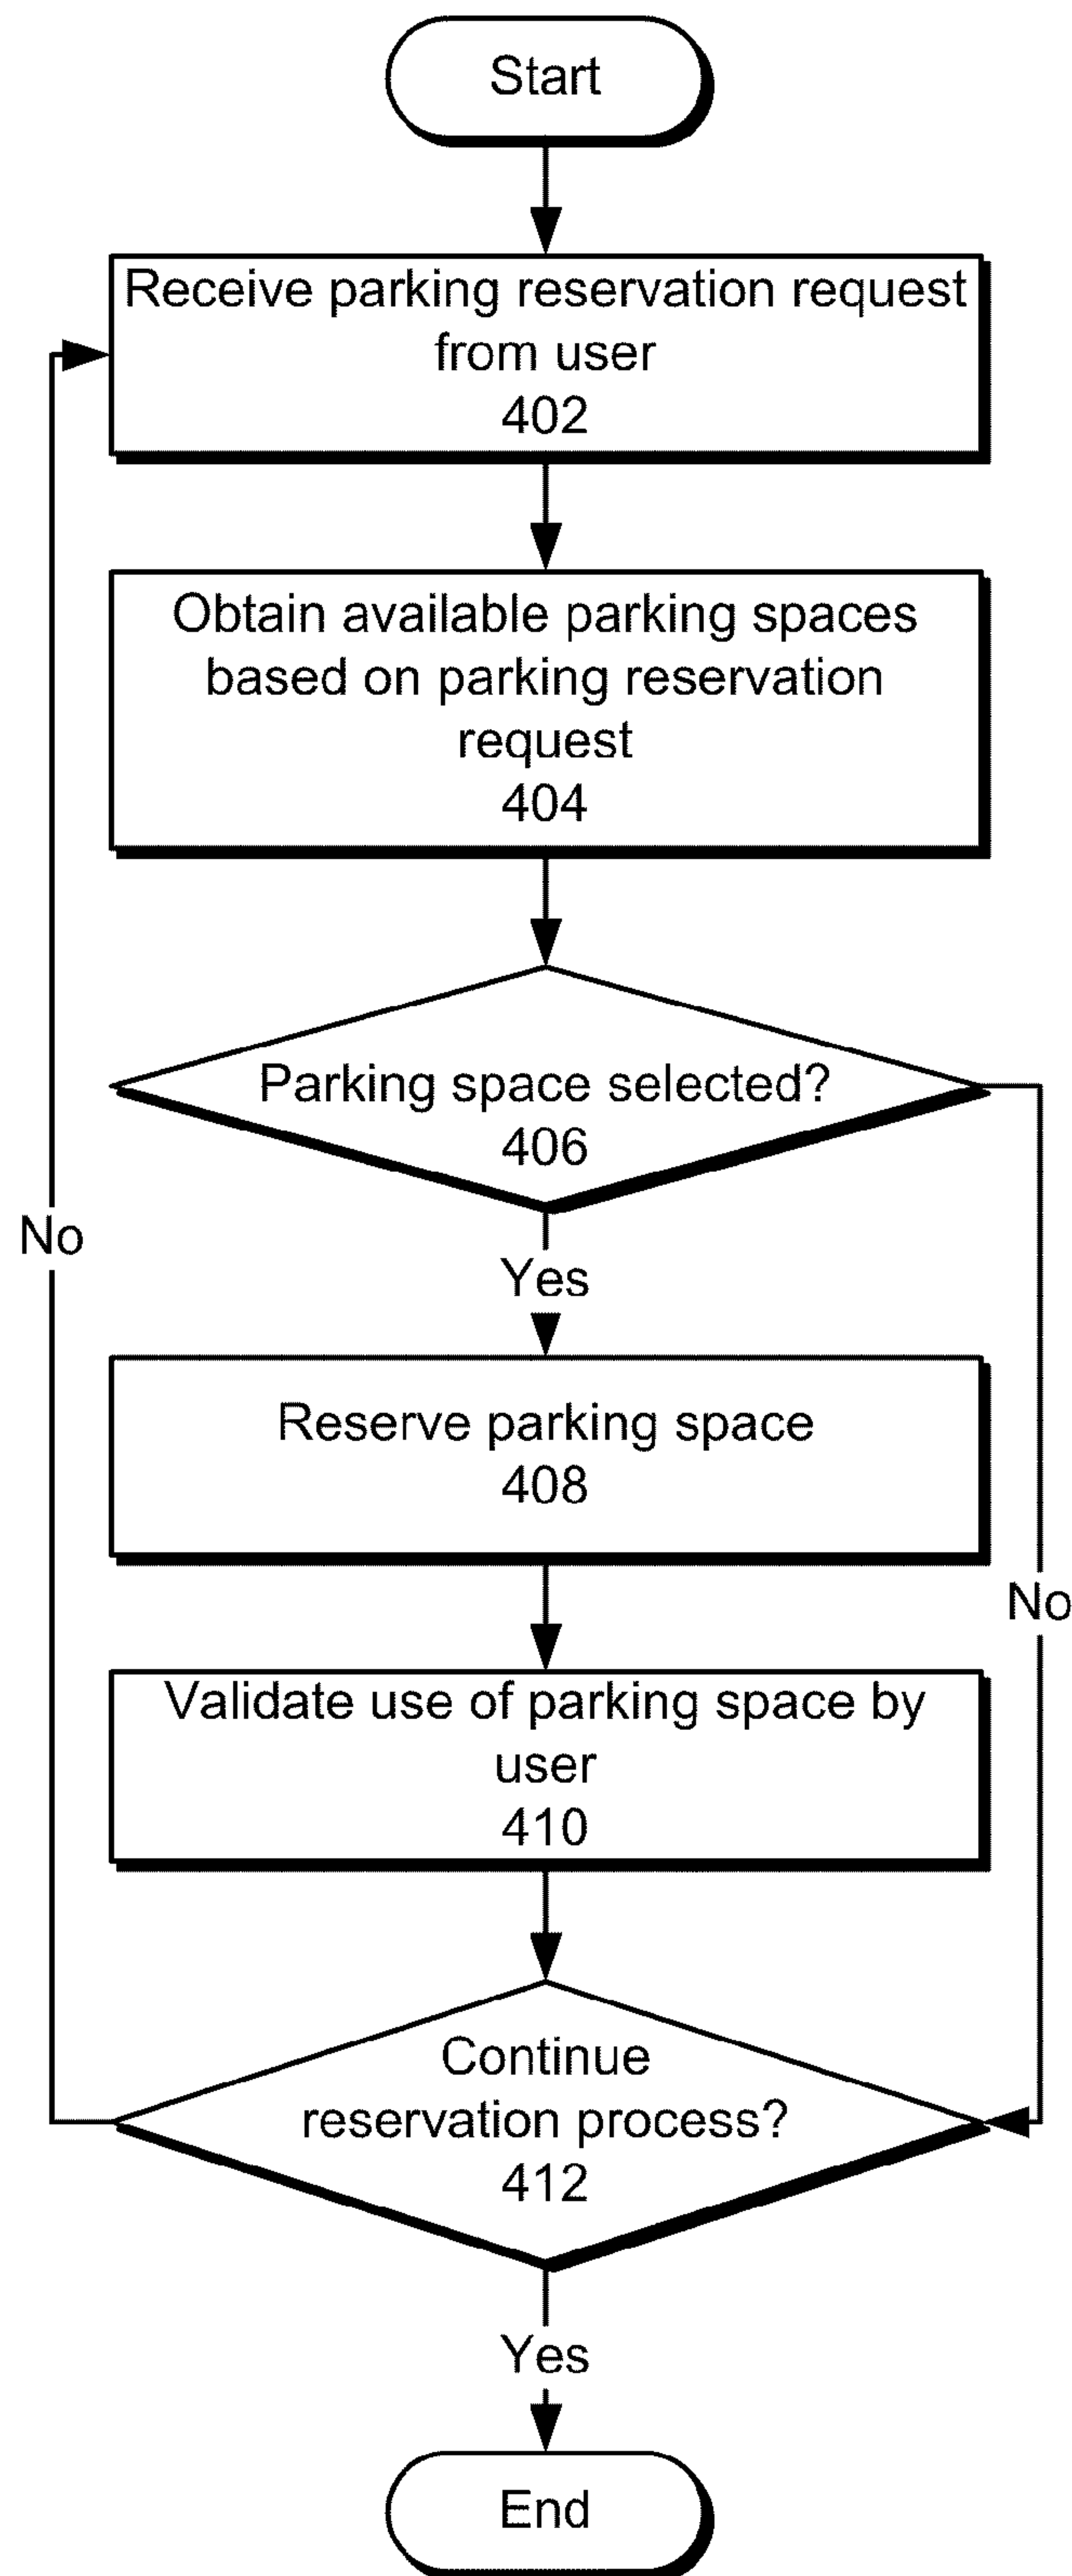 Start
Receive parking reservation request
from user
402
Obtain available parking spaces
based on parking reservation
request
404
Parking space selected?
406
No
Yes
Reserve parking space
408
No
Validate use of parking space by
user
410
Continue
reservation process?
412
Yes
End